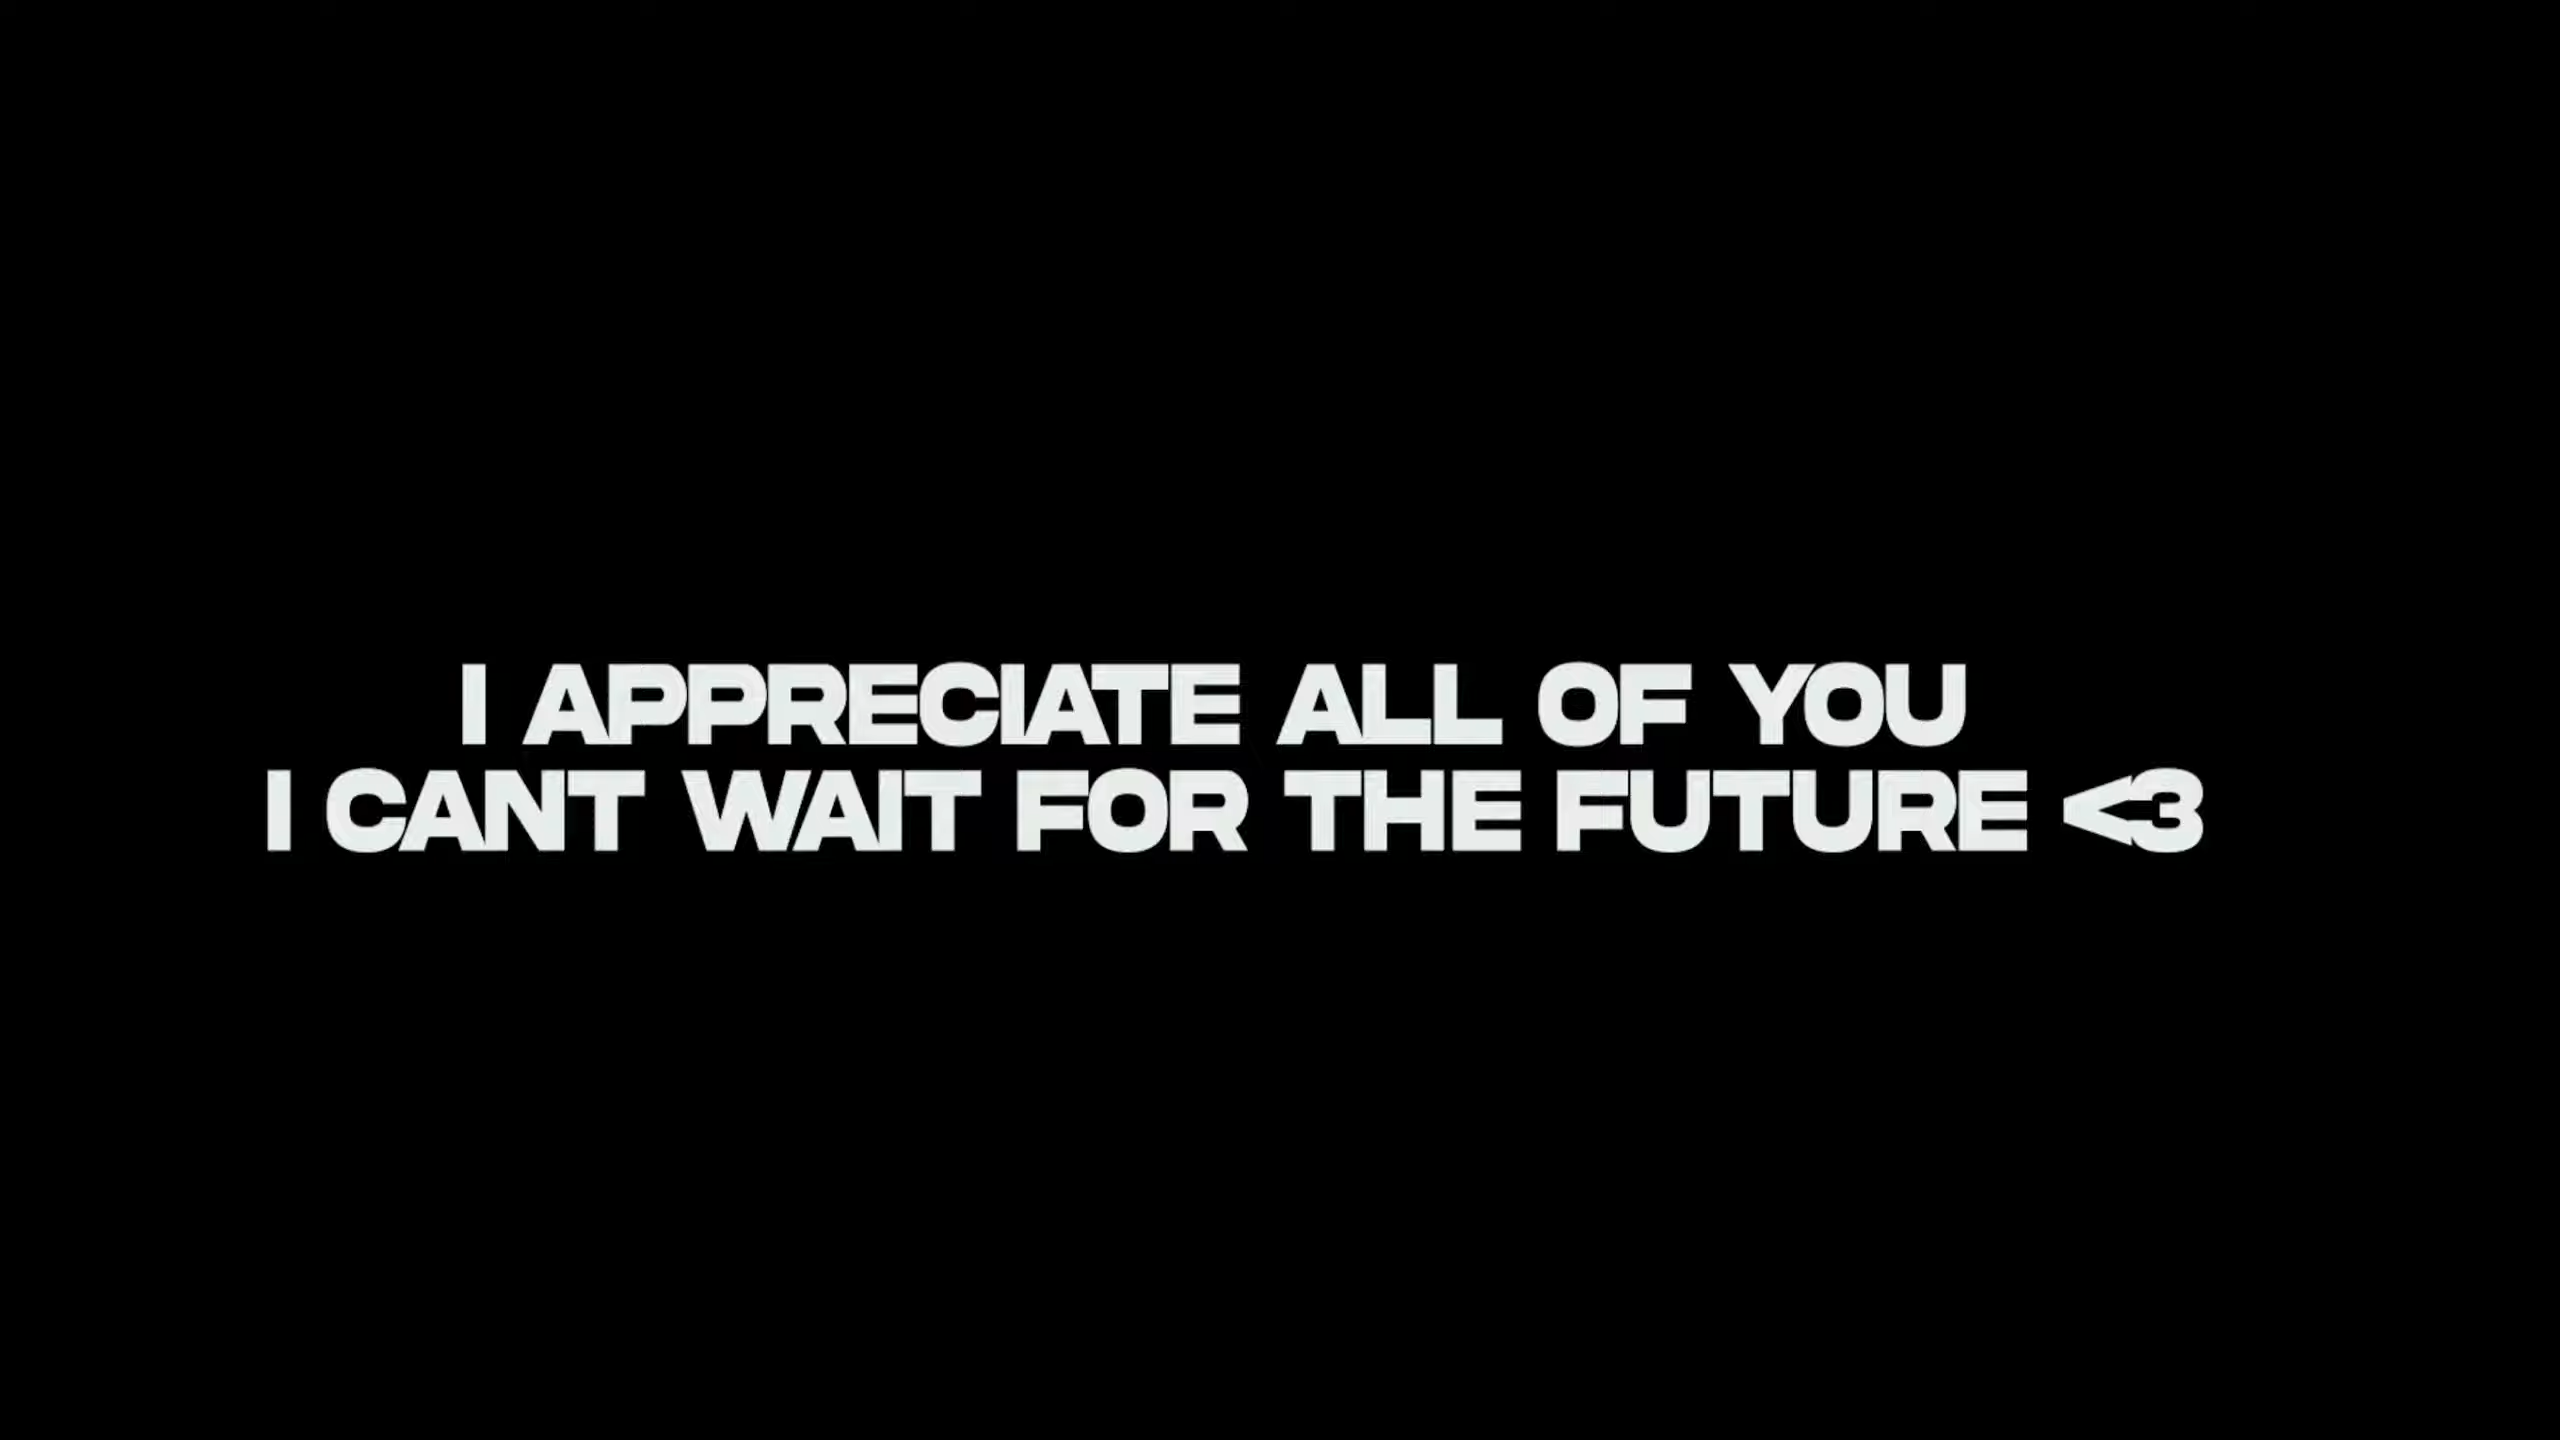 I APPRECIATE ALL OF YOU
I CANT WAIT FOR THE FUTURE <3